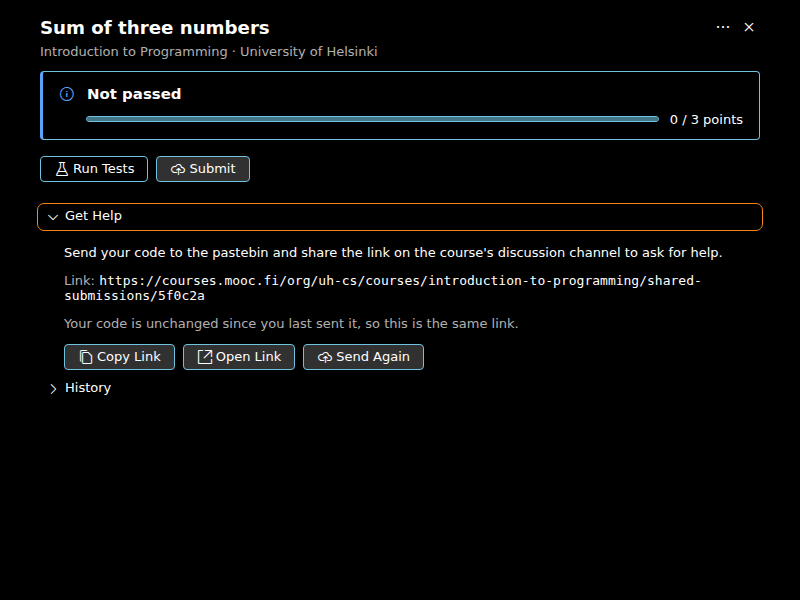 Sum of three numbers
Introduction to Programming · University of Helsinki
Not passed
0 / 3 points
Run Tests
Submit
Get Help
Send your code to the pastebin and share the link on the course's discussion channel to ask for help.
Link: https://courses.mooc.fi/org/uh-cs/courses/introduction-to-programming/shared-
submissions/5f0c2a
Your code is unchanged since you last sent it, so this is the same link.
Copy Link
Open Link
Send Again
History